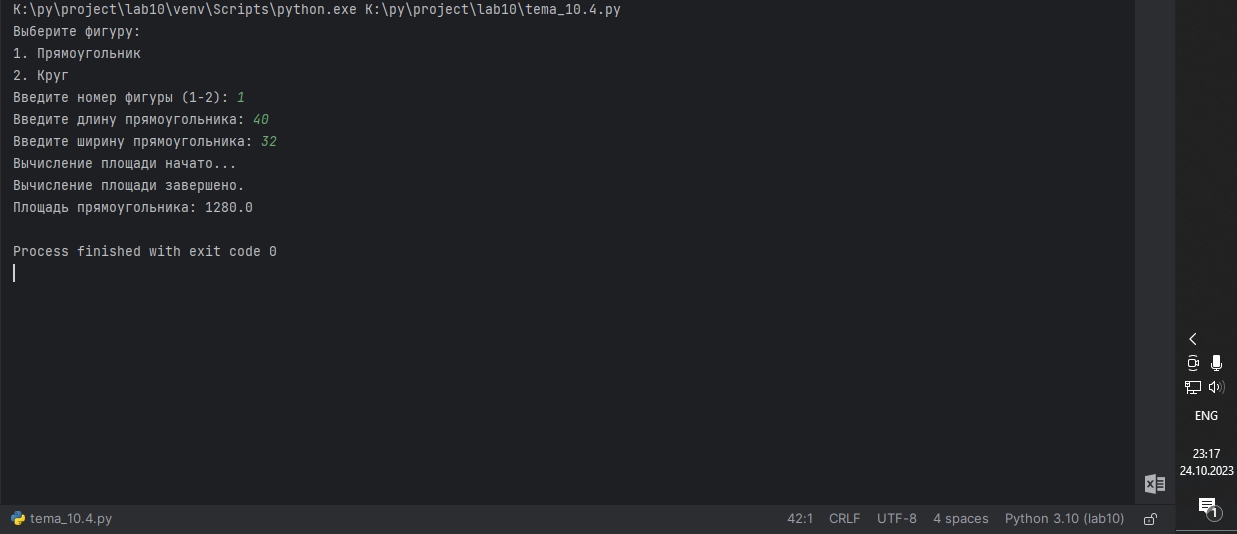 K:\py\project\lab10\venv\Scripts\python.exe K:\py\project\lab10\tema_10.4.py
Выберите фигуру:
1. Прямоугольник
2. Круг
Введите номер фигуры (1-2): 1
Введите длину прямоугольника: 40
Введите ширину прямоугольника: 32
Вычисление площади начато...
Вычисление площади завершено.
Площадь прямоугольника: 1280.0
Process finished with exit code 0
ENG
23:17
24.10.2023
1
tema_10.4.py
42:1 CRLF UTF-8 4 spaces Python 3.10 (lab10)